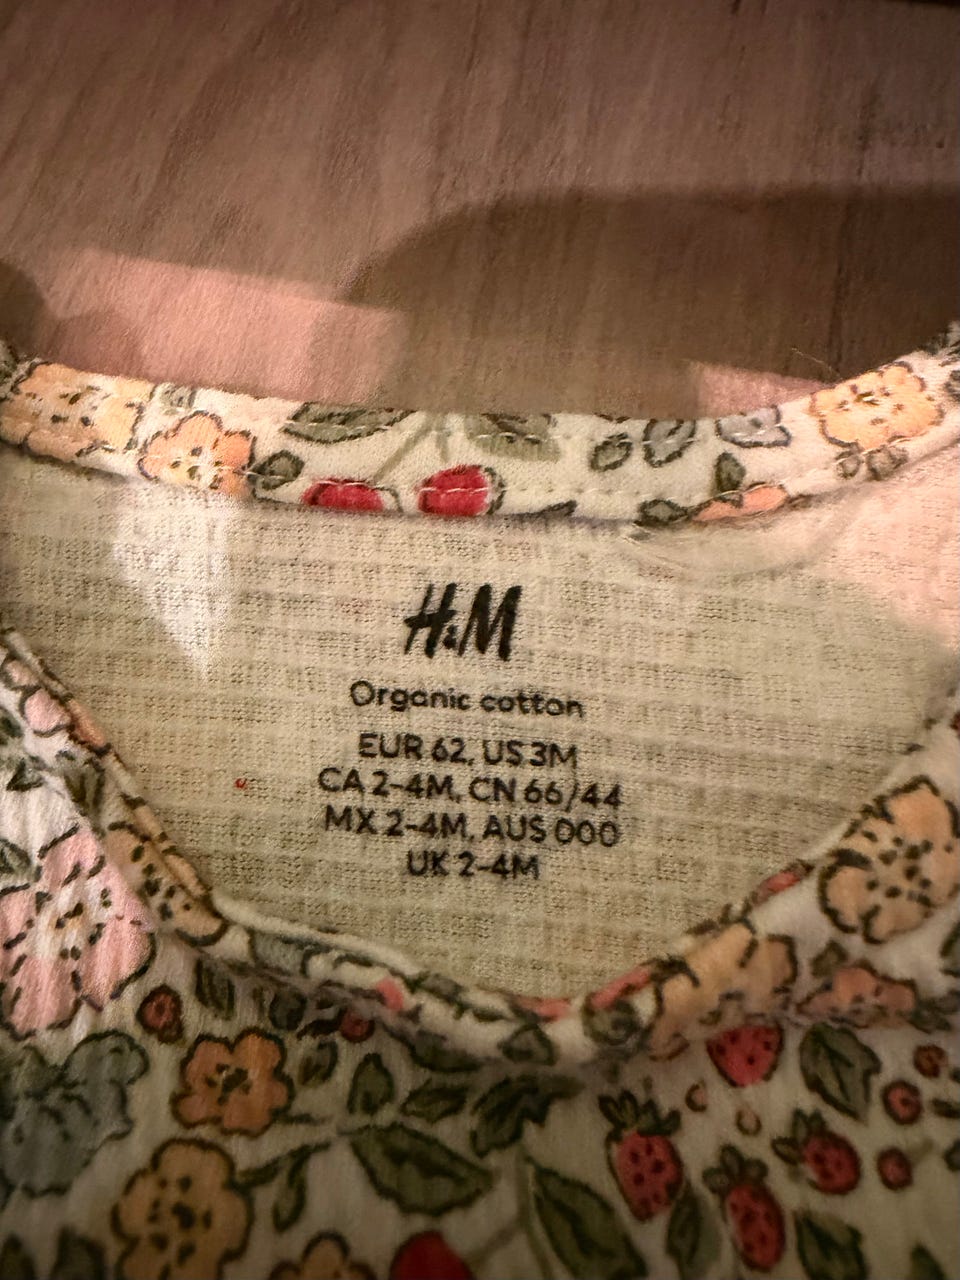 H&M
Organic cotton
EUR 62, US 3M
CA 2-4M, CN 66/44
MX 2-4M, AUS 000
UK 2-4M